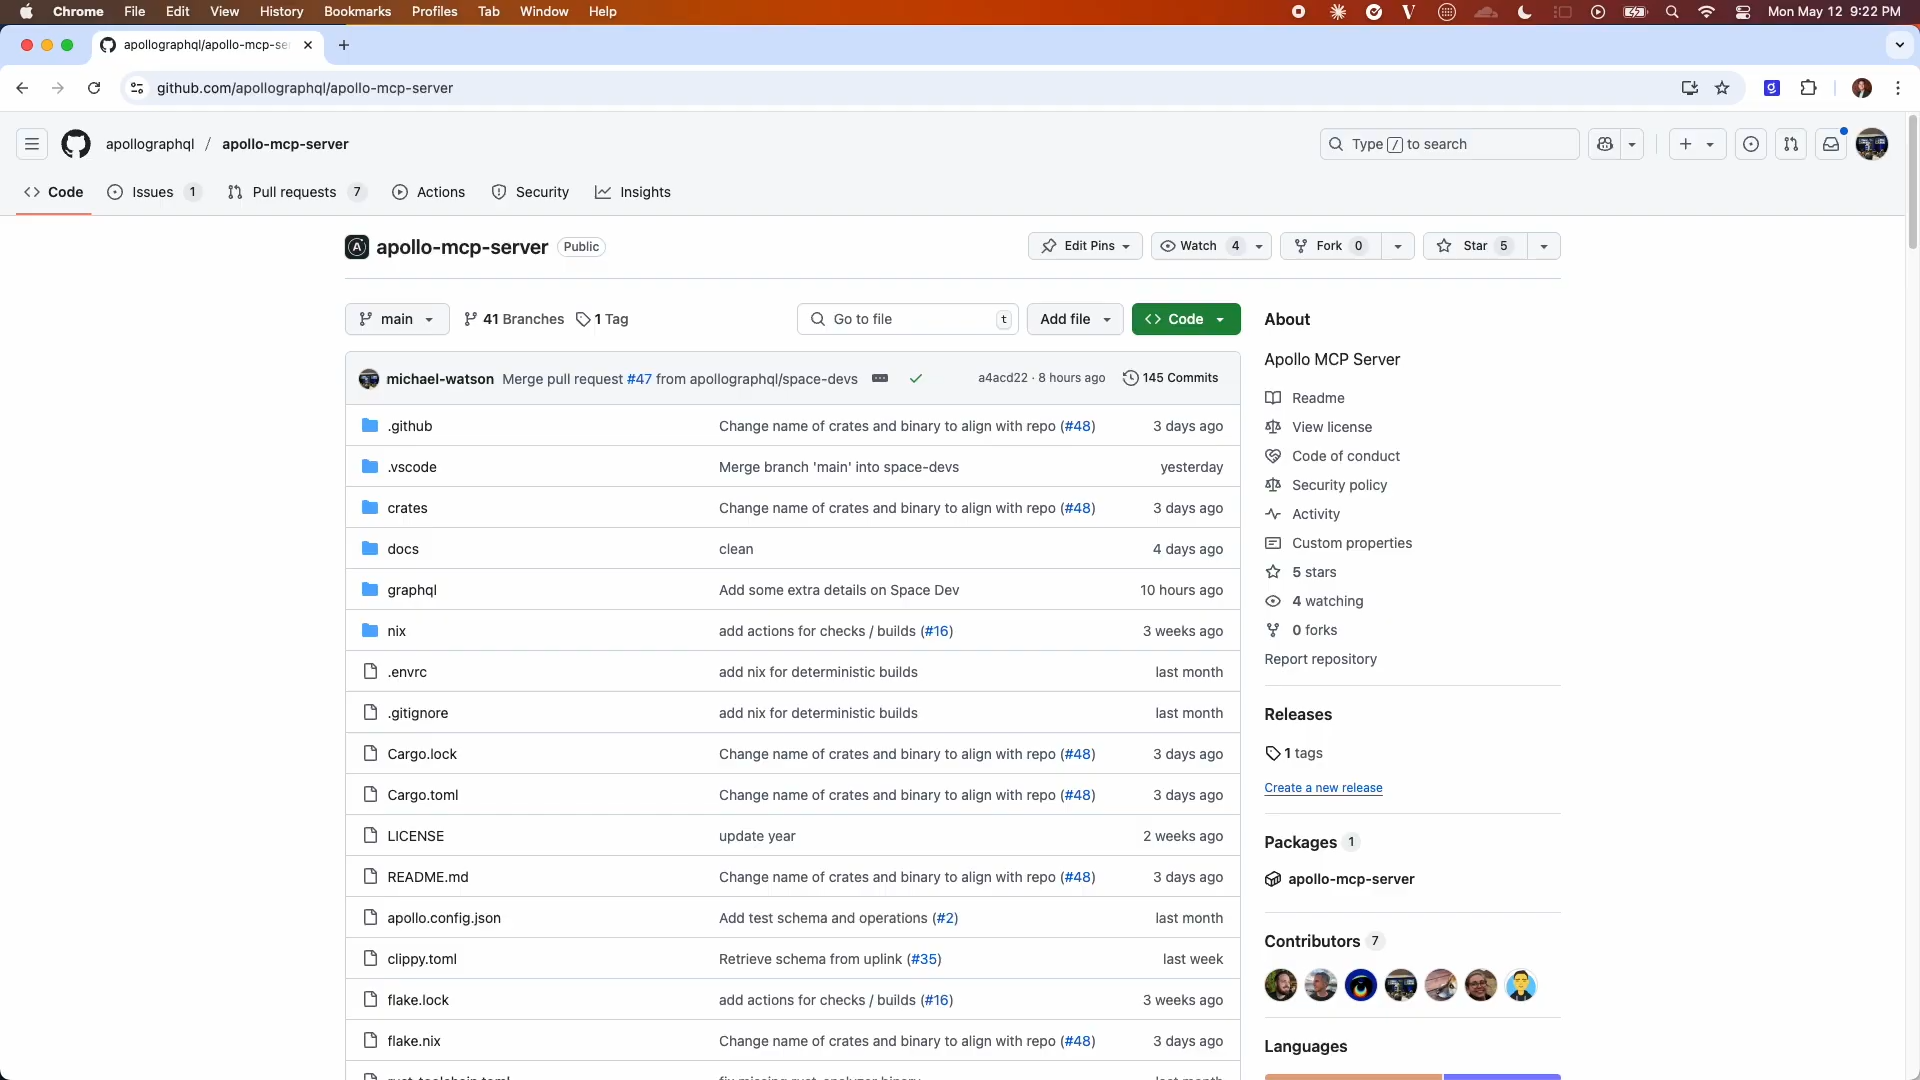 Chrome File Edit View History Bookmarks Profiles Tab Window Help Mon May 12 9:22 PM
apollographql/apollo-mcp-se
github.com/apollographql/apollo-mcp-server
apollographql / apollo-mcp-server Type / to search
Code Issues 1 Pull requests 7 Actions Security Insights
apollo-mcp-server Public Edit Pins Watch 4 Fork 0 Star 5
main 41 Branches 1 Tag Go to file t Add file Code
michael-watson Merge pull request #47 from apollographql/space-devs a4acd22 · 8 hours ago 145 Commits
.github Change name of crates and binary to align with repo (#48) 3 days ago
.vscode Merge branch 'main' into space-devs yesterday
crates Change name of crates and binary to align with repo (#48) 3 days ago
docs clean 4 days ago
graphql Add some extra details on Space Dev 10 hours ago
nix add actions for checks / builds (#16) 3 weeks ago
.envrc add nix for deterministic builds last month
.gitignore add nix for deterministic builds last month
Cargo.lock Change name of crates and binary to align with repo (#48) 3 days ago
Cargo.toml Change name of crates and binary to align with repo (#48) 3 days ago
LICENSE update year 2 weeks ago
README.md Change name of crates and binary to align with repo (#48) 3 days ago
apollo.config.json Add test schema and operations (#2) last month
clippy.toml Retrieve schema from uplink (#35) last week
flake.lock add actions for checks / builds (#16) 3 weeks ago
flake.nix Change name of crates and binary to align with repo (#48) 3 days ago
About
Apollo MCP Server
Readme
View license
Code of conduct
Security policy
Activity
Custom properties
5 stars
4 watching
0 forks
Report repository
Releases
1 tags
Create a new release
Packages 1
apollo-mcp-server
Contributors 7
Languages